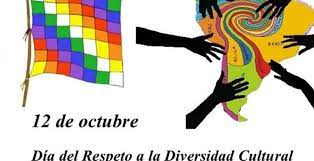 12 de octubre
Día del Respeto a la Diversidad Cultural